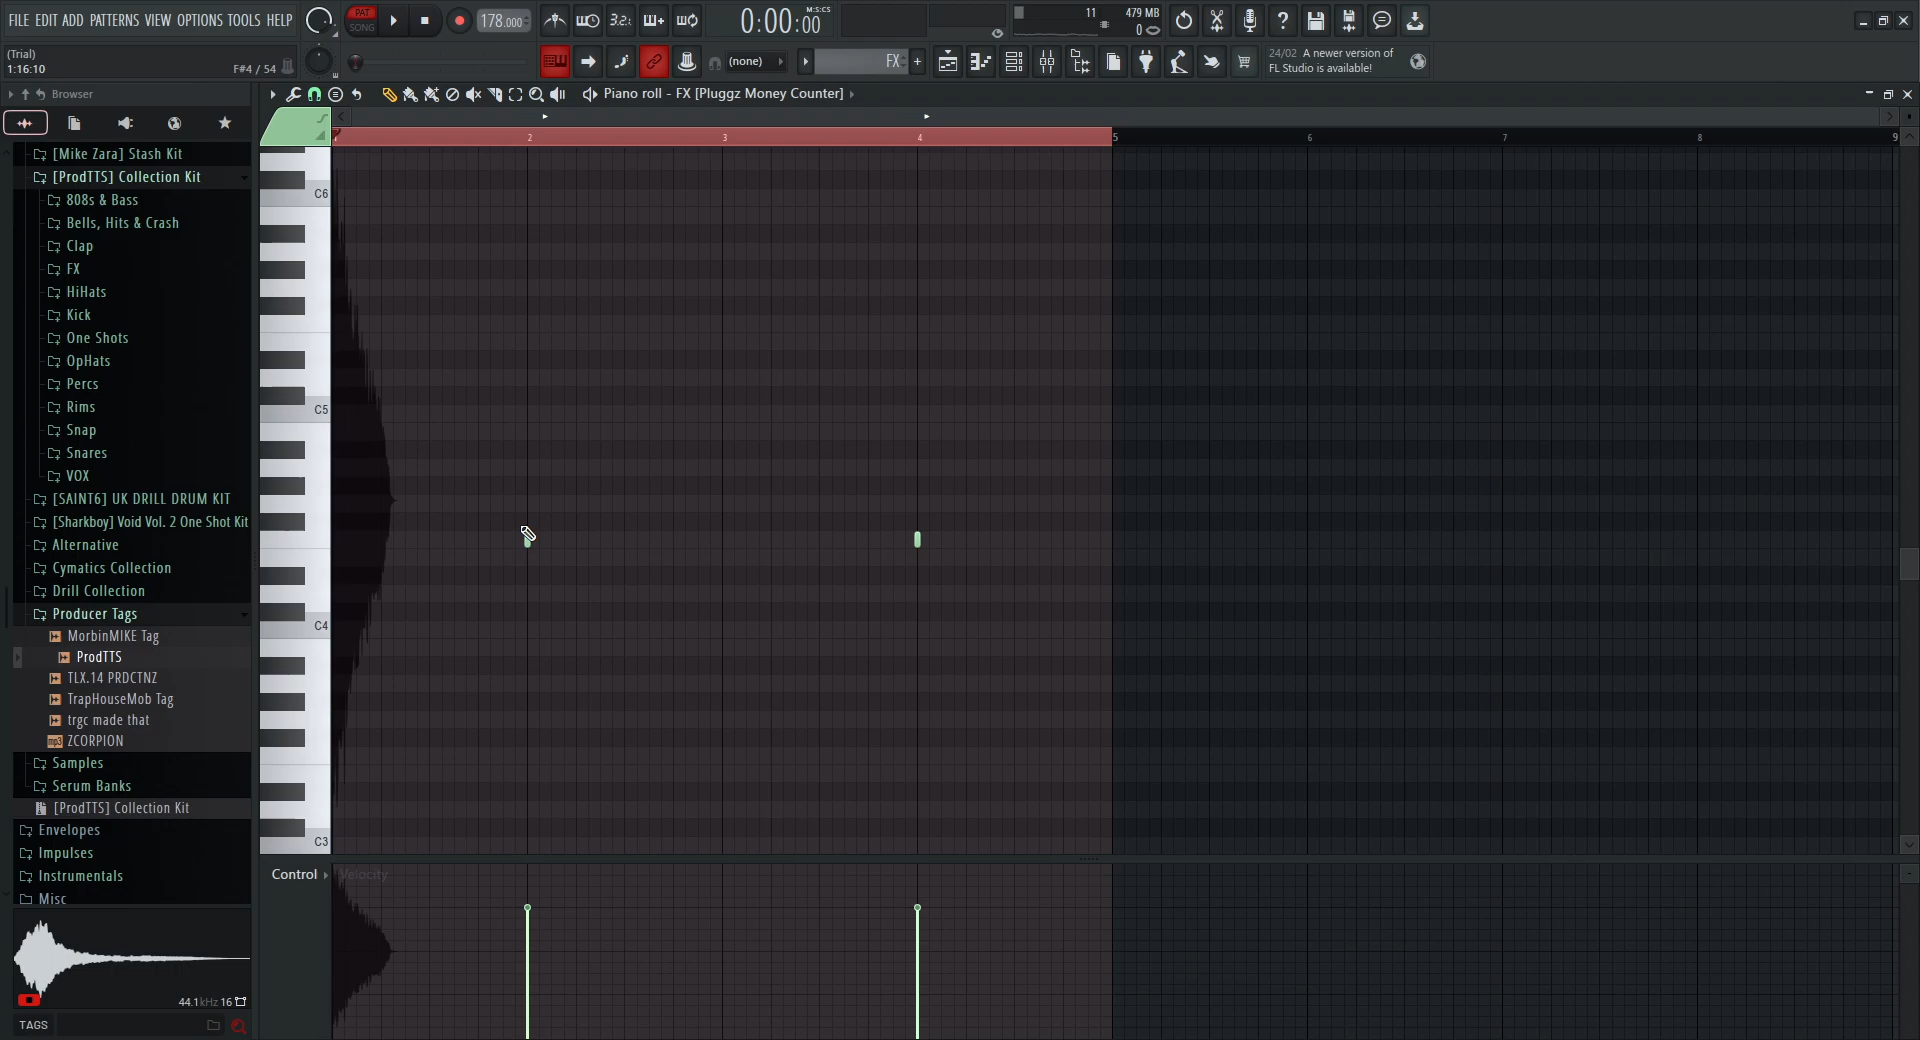 FILE EDIT ADD PATTERNS VIEW OPTIONS TOOLS HELP
PAT
SONG
178.000
3.2.
0:00:00
M:S:CS
11
479 MB
0
(Trial)
1:16:10
F#4 / 54
(none)
FX
24/02 A newer version of
FL Studio is available!
Browser
Piano roll - FX [Pluggz Money Counter]
2
3
4
5
6
7
8
9
[Mike Zara] Stash Kit
[ProdTTS] Collection Kit
808s & Bass
Bells, Hits & Crash
Clap
FX
HiHats
Kick
One Shots
OpHats
Percs
Rims
Snap
Snares
VOX
[SAINT6] UK DRILL DRUM KIT
[Sharkboy] Void Vol. 2 One Shot Kit
Alternative
Cymatics Collection
Drill Collection
Producer Tags
MorbinMIKE Tag
ProdTTS
TLX.14 PRDCTNZ
TrapHouseMob Tag
trgc made that
mp3 ZCORPION
Samples
Serum Banks
[ProdTTS] Collection Kit
Envelopes
Impulses
Instrumentals
Misc
44.1kHz 16
TAGS
C6
C5
C4
C3
Control
Velocity